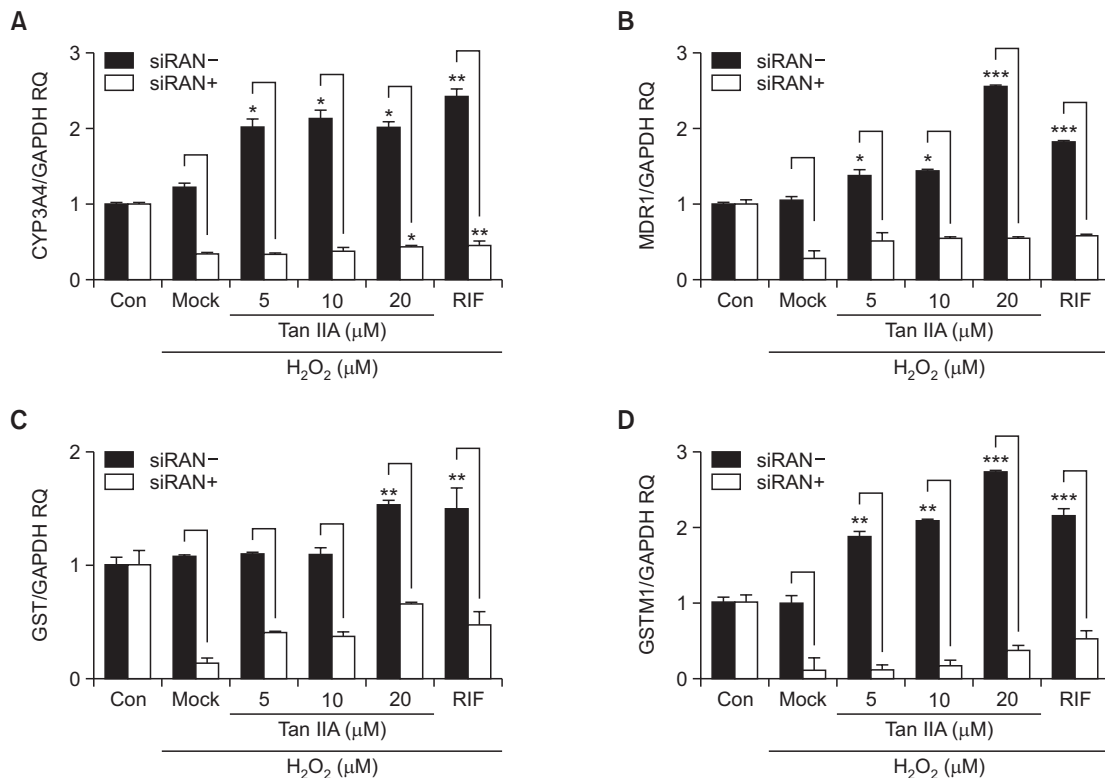 A
CYP3A4/GAPDH RQ
3
2
1
0
siRAN−
siRAN+
*
*
*
**
*
**
Con Mock 5 10 20 RIF
Tan IIA (μM)
H₂O₂ (μM)
B
MDR1/GAPDH RQ
3
2
1
0
siRAN−
siRAN+
*
*
***
***
Con Mock 5 10 20 RIF
Tan IIA (μM)
H₂O₂ (μM)
C
GST/GAPDH RQ
2
1
0
siRAN−
siRAN+
**
**
Con Mock 5 10 20 RIF
Tan IIA (μM)
H₂O₂ (μM)
D
GSTM1/GAPDH RQ
3
2
1
0
siRAN−
siRAN+
**
**
***
***
Con Mock 5 10 20 RIF
Tan IIA (μM)
H₂O₂ (μM)